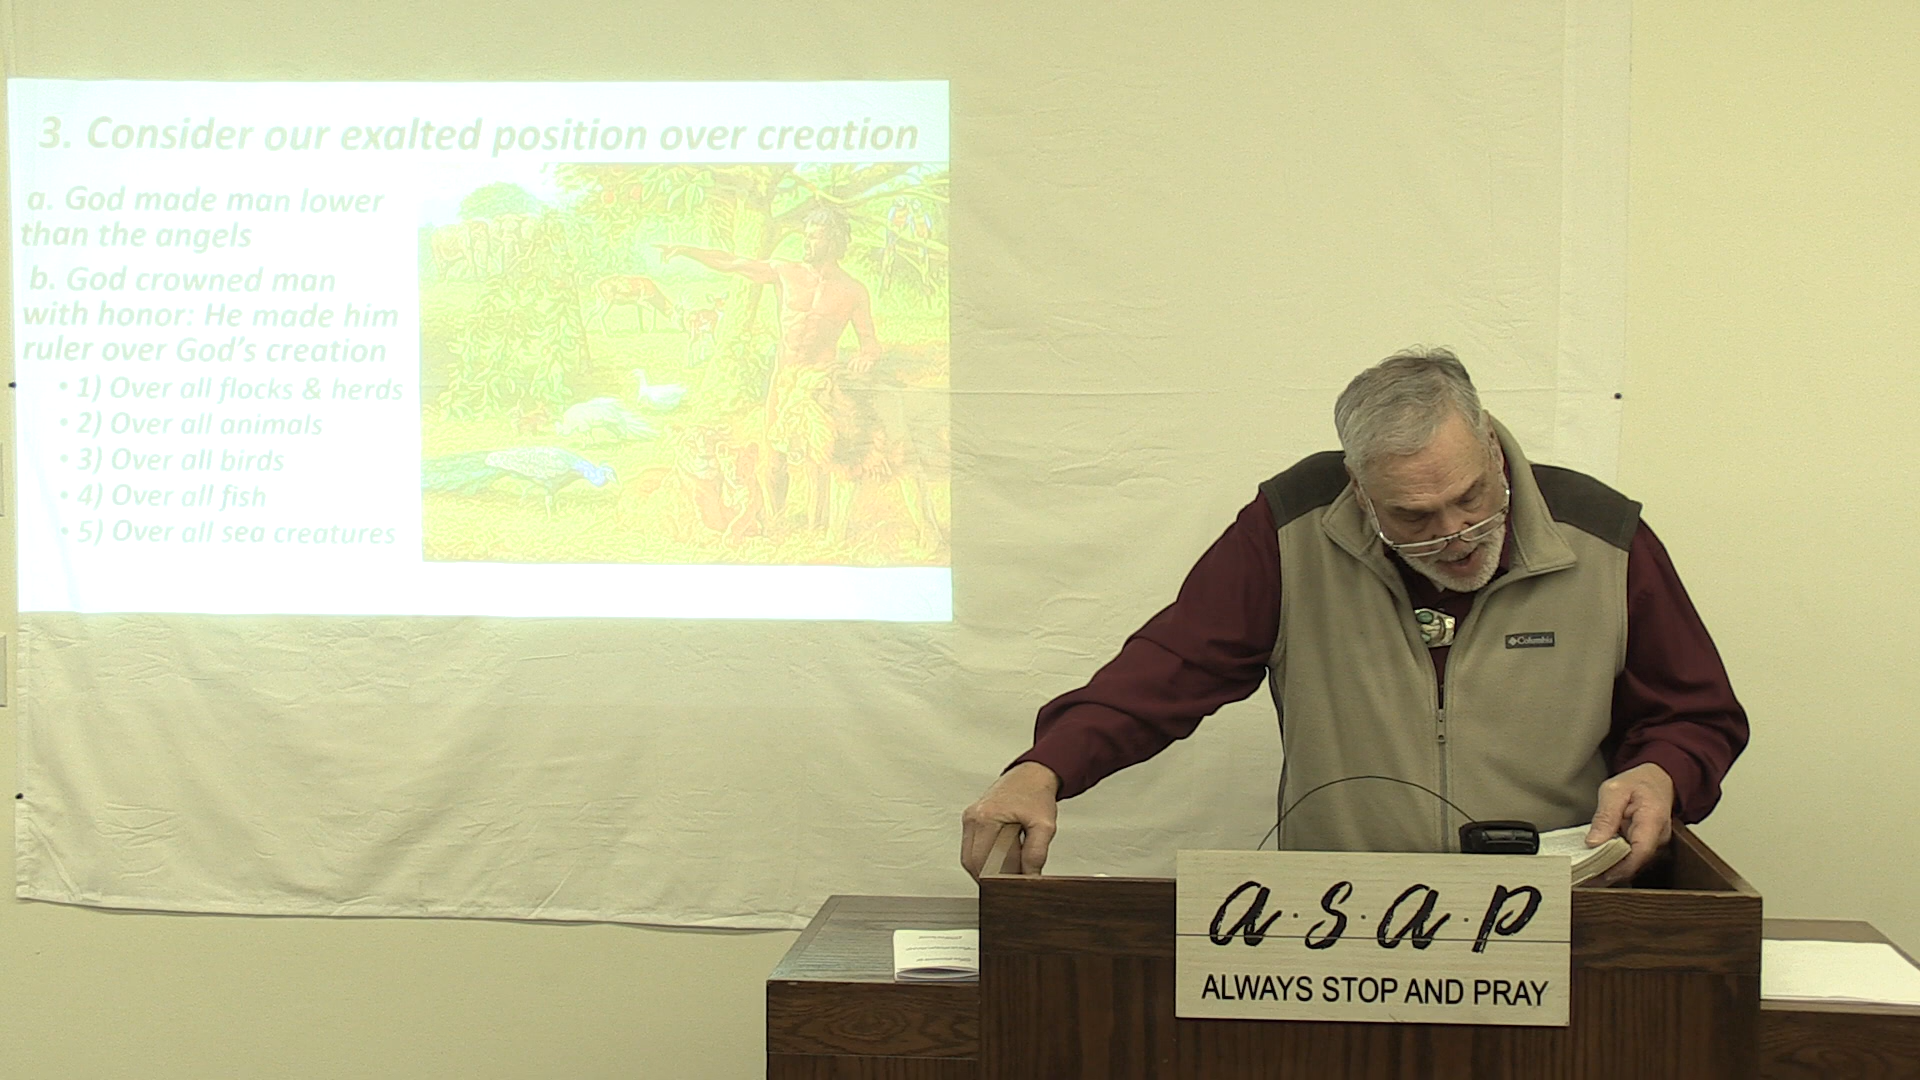 3. Consider our exalted position over creation
a. God made man lower
than the angels
b. God crowned man
with honor: He made him
ruler over God's creation
• 1) Over all flocks & herds
• 2) Over all animals
• 3) Over all birds
• 4) Over all fish
• 5) Over all sea creatures
Columbia
a.s.a.p
ALWAYS STOP AND PRAY